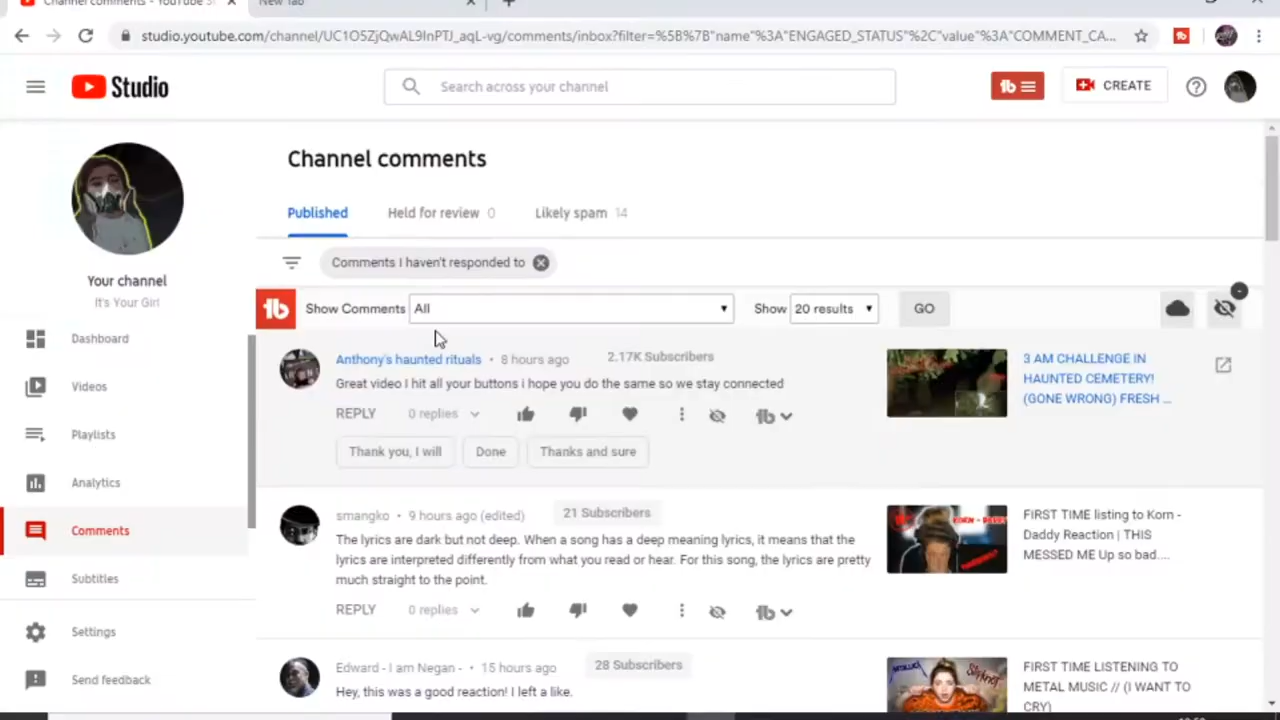 Channel comments - YouTube S
New Tab
studio.youtube.com/channel/UC1O5ZjQwAL9InPTJ_aqL-vg/comments/inbox?filter=%5B%7B"name"%3A"ENGAGED_STATUS"%2C"value"%3A"COMMENT_CA...
Studio
Search across your channel
tb
CREATE
Channel comments
Published
Held for review 0
Likely spam 14
Comments I haven't responded to
Your channel
It's Your Girl
Dashboard
Videos
Playlists
Analytics
Comments
Subtitles
Settings
Send feedback
tb
Show Comments
All
Show
20 results
GO
Anthony's haunted rituals • 8 hours ago
2.17K Subscribers
Great video I hit all your buttons i hope you do the same so we stay connected
REPLY
0 replies
tb
Thank you, I will
Done
Thanks and sure
3 AM CHALLENGE IN
HAUNTED CEMETERY!
(GONE WRONG) FRESH ...
smangko • 9 hours ago (edited)
21 Subscribers
The lyrics are dark but not deep. When a song has a deep meaning lyrics, it means that the
lyrics are interpreted differently from what you read or hear. For this song, the lyrics are pretty
much straight to the point.
REPLY
0 replies
tb
FIRST TIME listing to Korn -
Daddy Reaction | THIS
MESSED ME Up so bad....
Edward - I am Negan - • 15 hours ago
28 Subscribers
Hey, this was a good reaction! I left a like.
FIRST TIME LISTENING TO
METAL MUSIC // (I WANT TO
CRY)